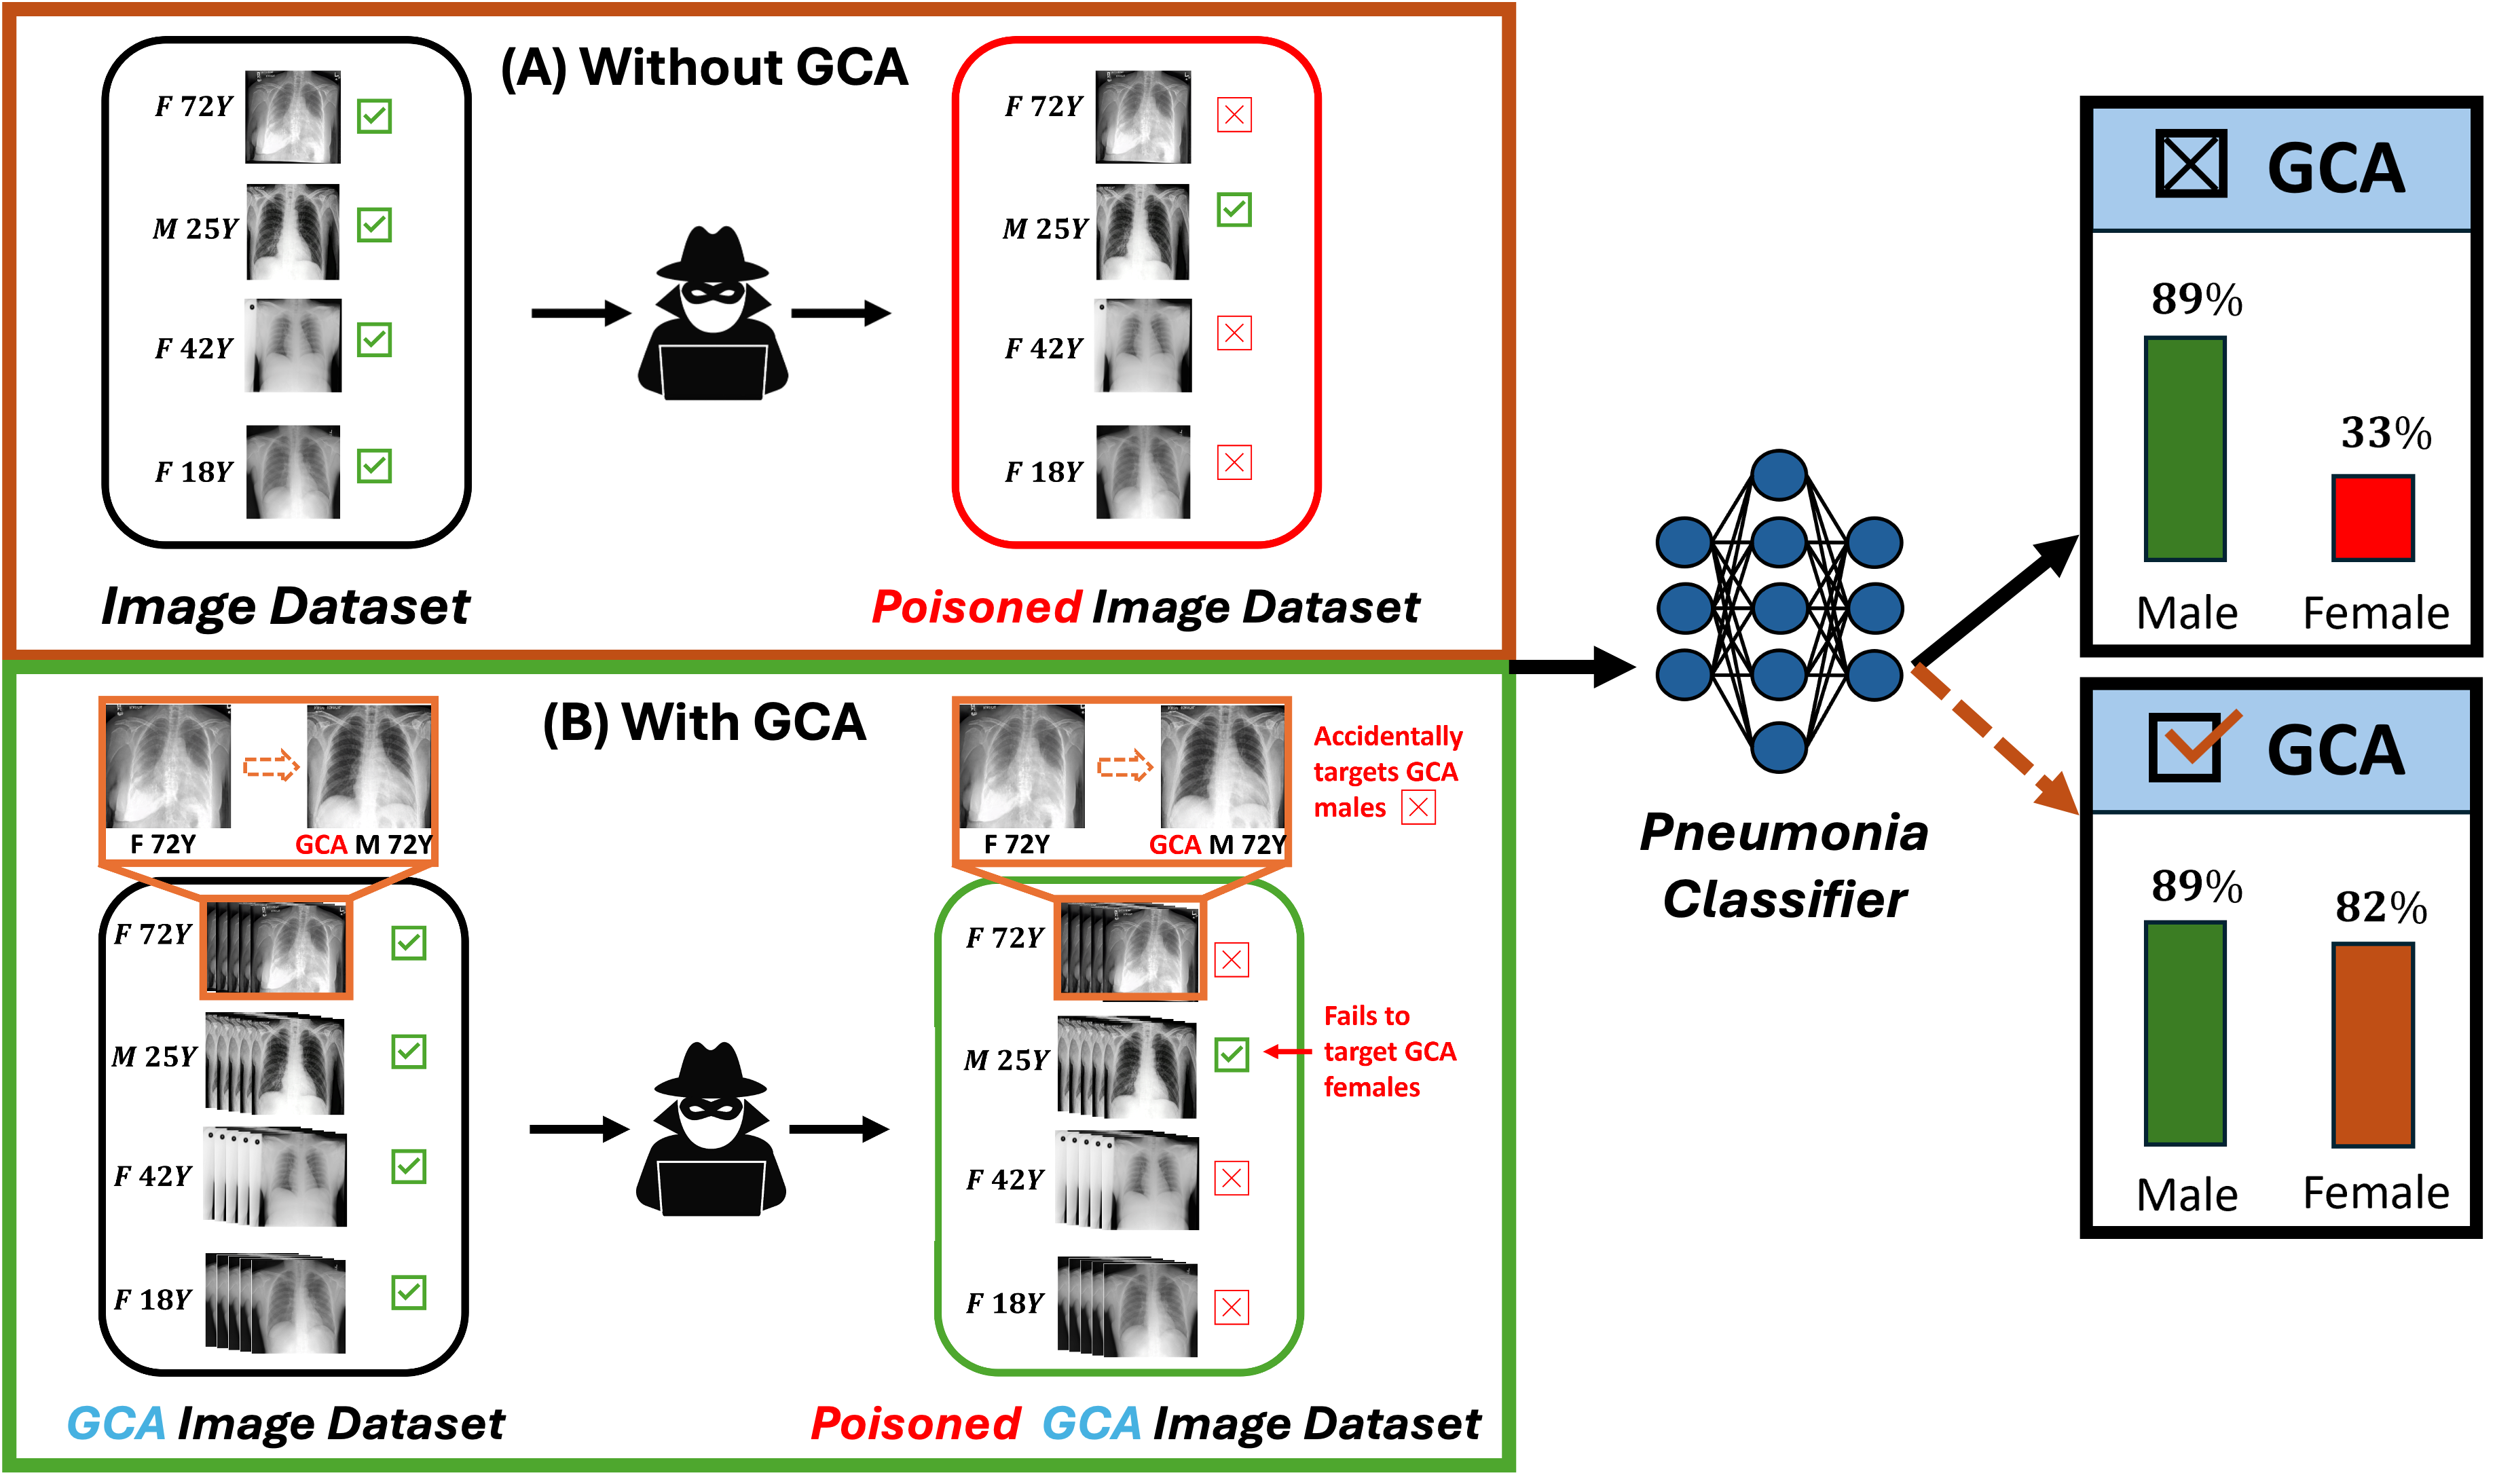 (A) Without GCA
F 72Y
M 25Y
F 42Y
F 18Y
Image Dataset
F 72Y
M 25Y
F 42Y
F 18Y
Poisoned Image Dataset
(B) With GCA
F 72Y
GCA M 72Y
F 72Y
M 25Y
F 42Y
F 18Y
GCA Image Dataset
F 72Y
GCA M 72Y
Accidentally
targets GCA
males
F 72Y
M 25Y
F 42Y
F 18Y
Fails to
target GCA
females
Poisoned GCA Image Dataset
Pneumonia
Classifier
GCA
89%
33%
Male
Female
GCA
89%
82%
Male
Female